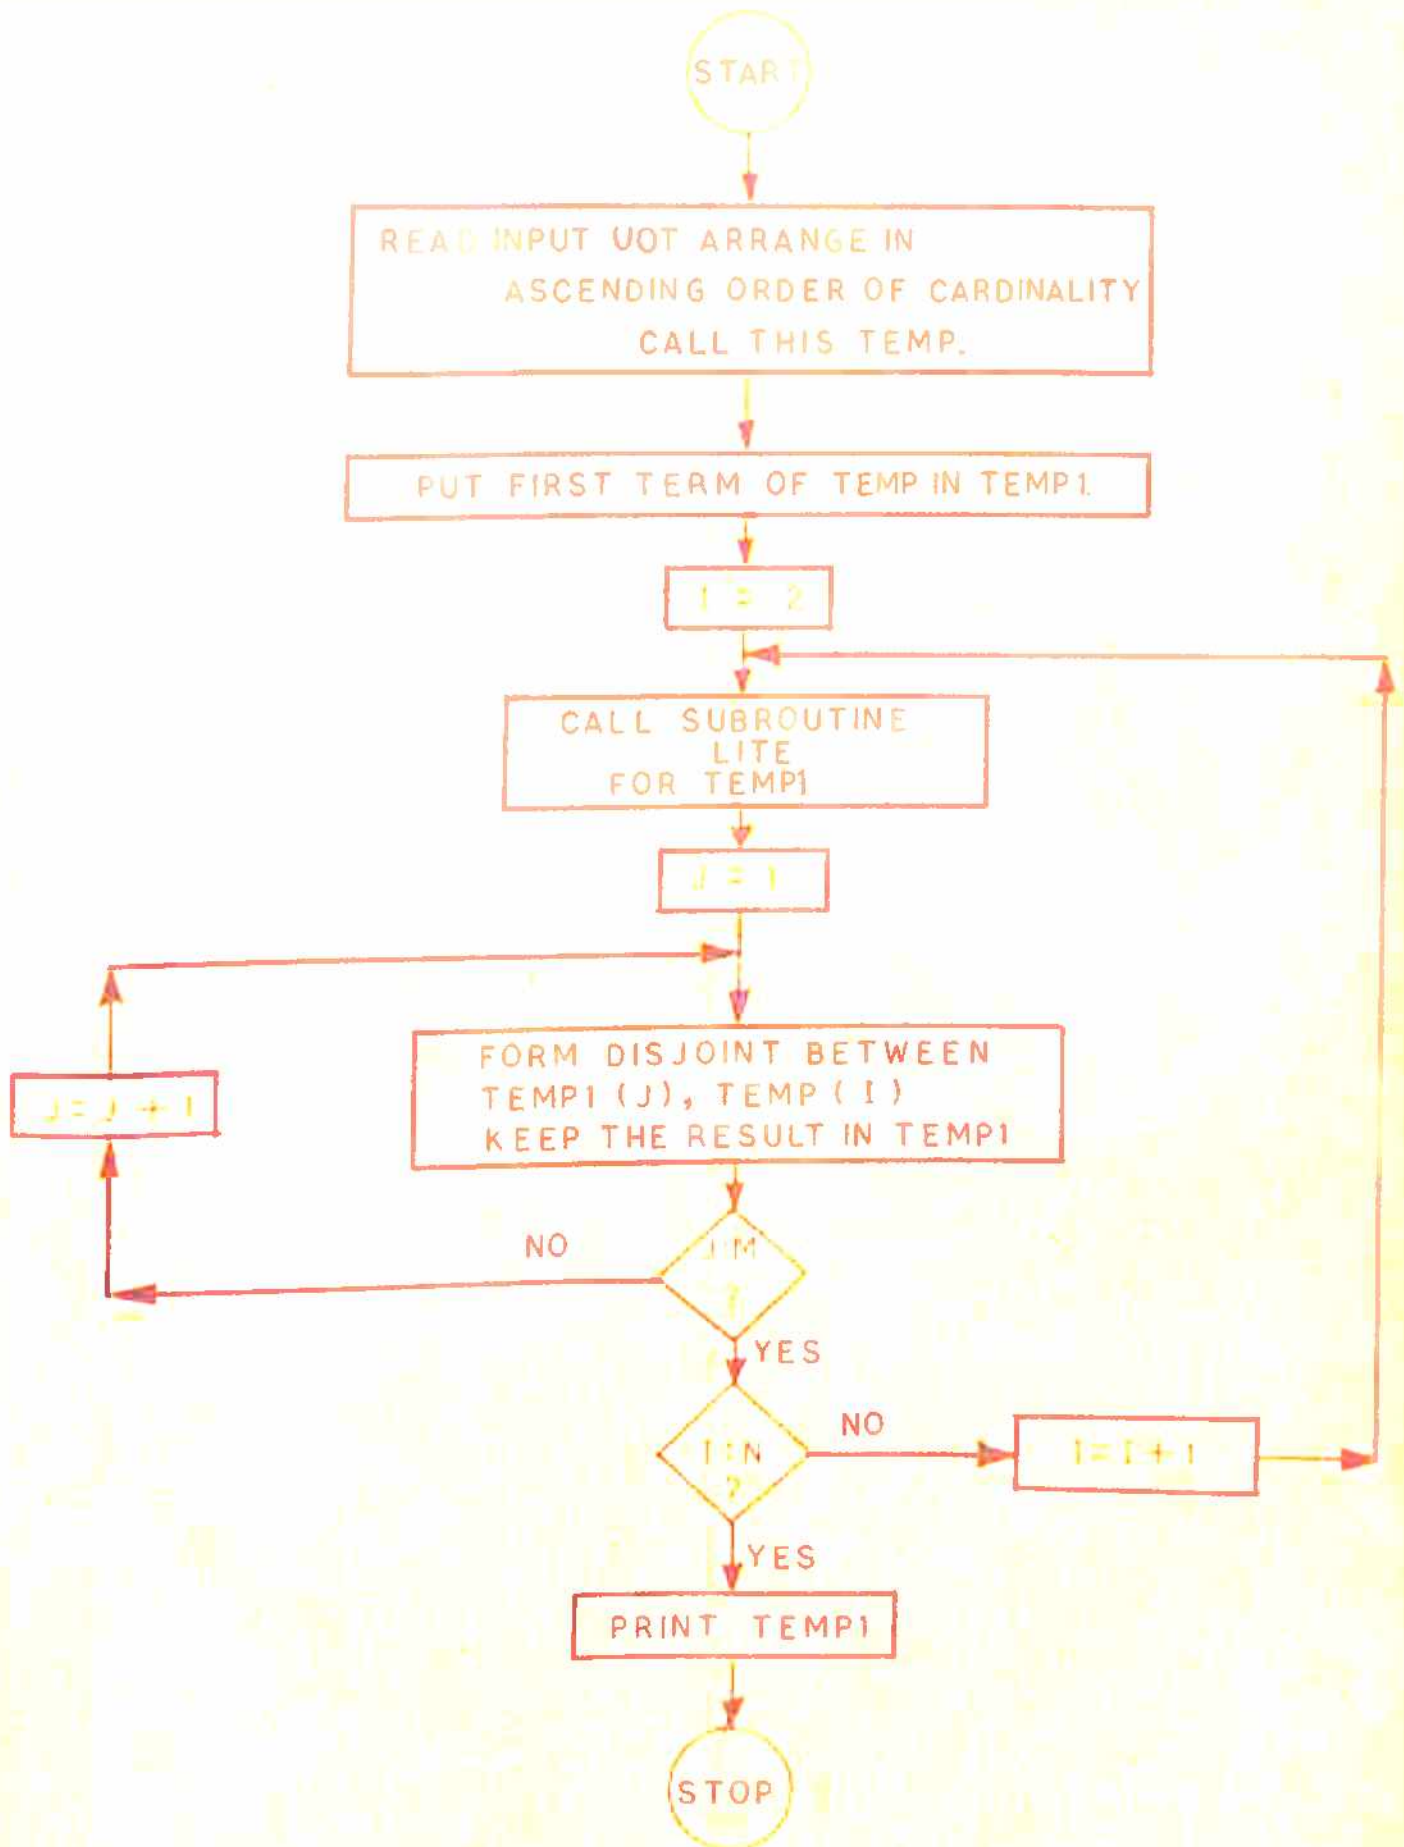 START
READ INPUT UOT ARRANGE IN
ASCENDING ORDER OF CARDINALITY
CALL THIS TEMP.
PUT FIRST TERM OF TEMP IN TEMP1.
I = 2
CALL SUBROUTINE
LITE
FOR TEMP1
J = 1
FORM DISJOINT BETWEEN
TEMP1 (J), TEMP ( I )
KEEP THE RESULT IN TEMP1
J = J + 1
J:M
?
NO
YES
I : N
?
NO
I = I + 1
YES
PRINT TEMP1
STOP